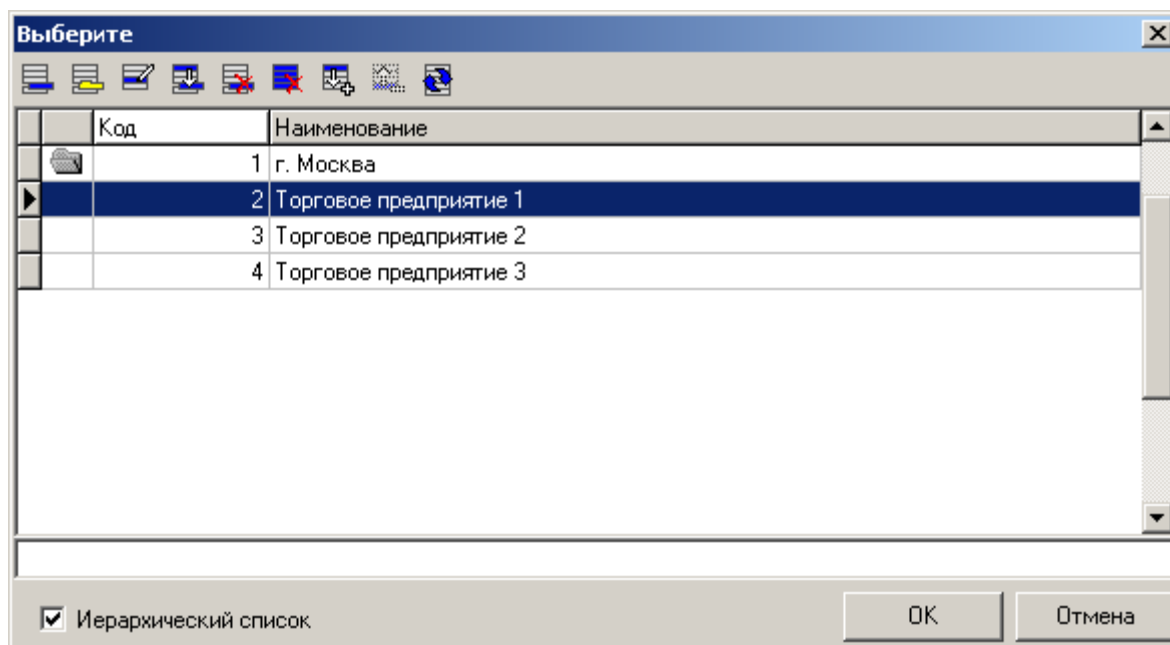 Выберите
Код Наименование
1 г. Москва
2 Торговое предприятие 1
3 Торговое предприятие 2
4 Торговое предприятие 3
Иерархический список OK Отмена